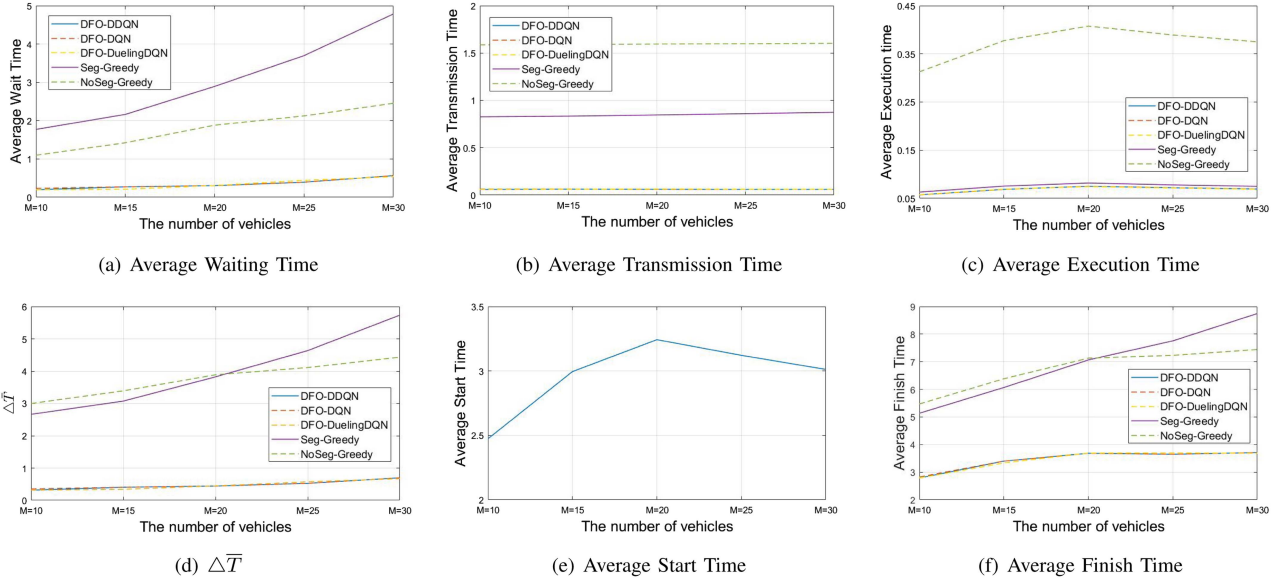 5
4
3
2
1
0
Average Wait Time
DFO-DDQN
DFO-DQN
DFO-DuelingDQN
Seg-Greedy
NoSeg-Greedy
M=10 M=15 M=20 M=25 M=30
The number of vehicles
(a) Average Waiting Time
2
1.5
1
0.5
0
Average Transmission Time
DFO-DDQN
DFO-DQN
DFO-DuelingDQN
Seg-Greedy
NoSeg-Greedy
M=10 M=15 M=20 M=25 M=30
The number of vehicles
(b) Average Transmission Time
0.45
0.35
0.25
0.15
0.05
Average Execution time
DFO-DDQN
DFO-DQN
DFO-DuelingDQN
Seg-Greedy
NoSeg-Greedy
M=10 M=15 M=20 M=25 M=30
The number of vehicles
(c) Average Execution Time
6
5
4
3
2
1
0
△T̅
DFO-DDQN
DFO-DQN
DFO-DuelingDQN
Seg-Greedy
NoSeg-Greedy
M=10 M=15 M=20 M=25 M=30
The number of vehicles
(d) △T̅
3.5
3
2.5
2
Average Start Time
M=10 M=15 M=20 M=25 M=30
The number of vehicles
(e) Average Start Time
9
8
7
6
5
4
3
2
Average Finish Time
DFO-DDQN
DFO-DQN
DFO-DuelingDQN
Seg-Greedy
NoSeg-Greedy
M=10 M=15 M=20 M=25 M=30
The number of vehicles
(f) Average Finish Time